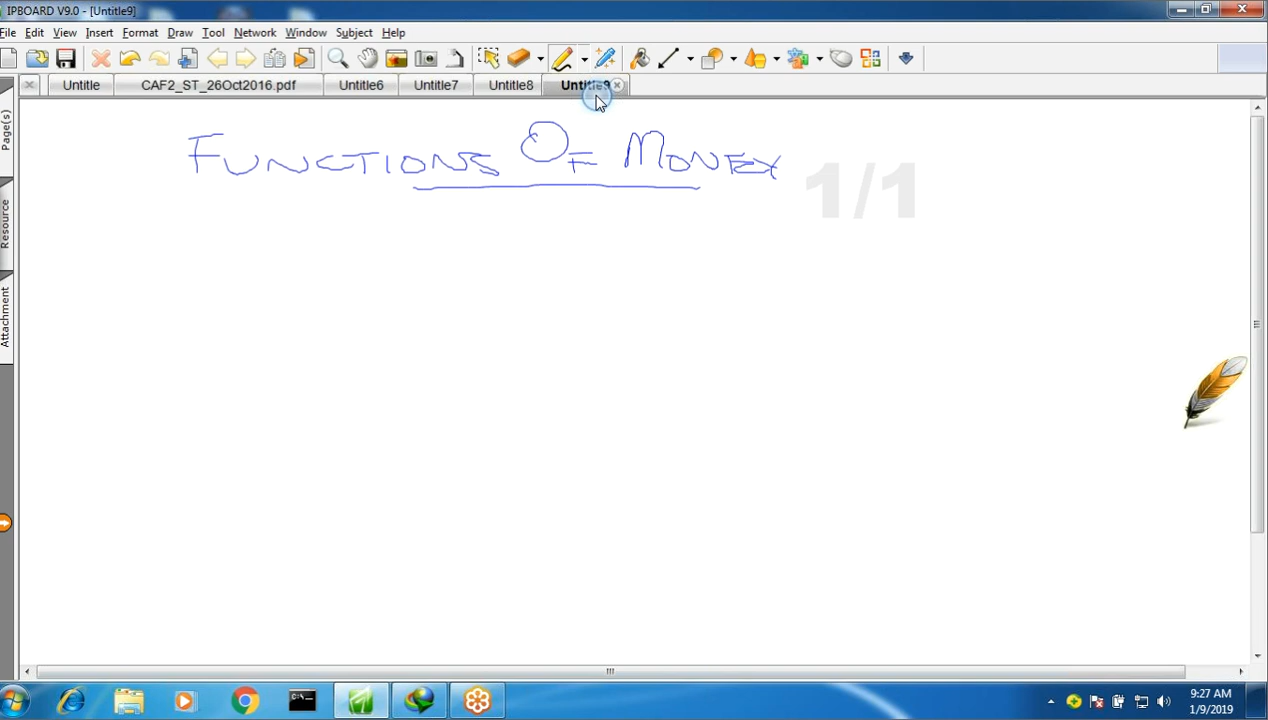 IPBOARD V9.0 - [Untitle9]
File Edit View Insert Format Draw Tool Network Window Subject Help
Untitle CAF2_ST_26Oct2016.pdf Untitle6 Untitle7 Untitle8 Untitle9
Page(s)
Resource
Attachment
FUNCTIONS OF MONEY
1/1
9:27 AM
1/9/2019